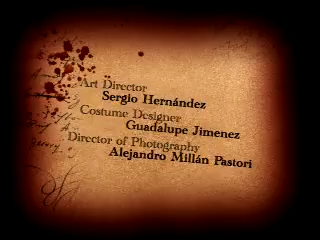 Art Director
Sergio Hernández
Costume Designer
Guadalupe Jimenez
Director of Photography
Alejandro Millán Pastori